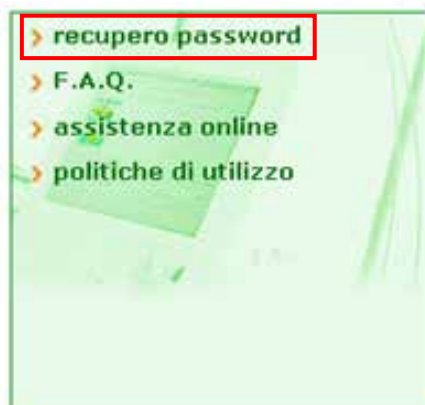 recupero password
F.A.Q.
assistenza online
politiche di utilizzo